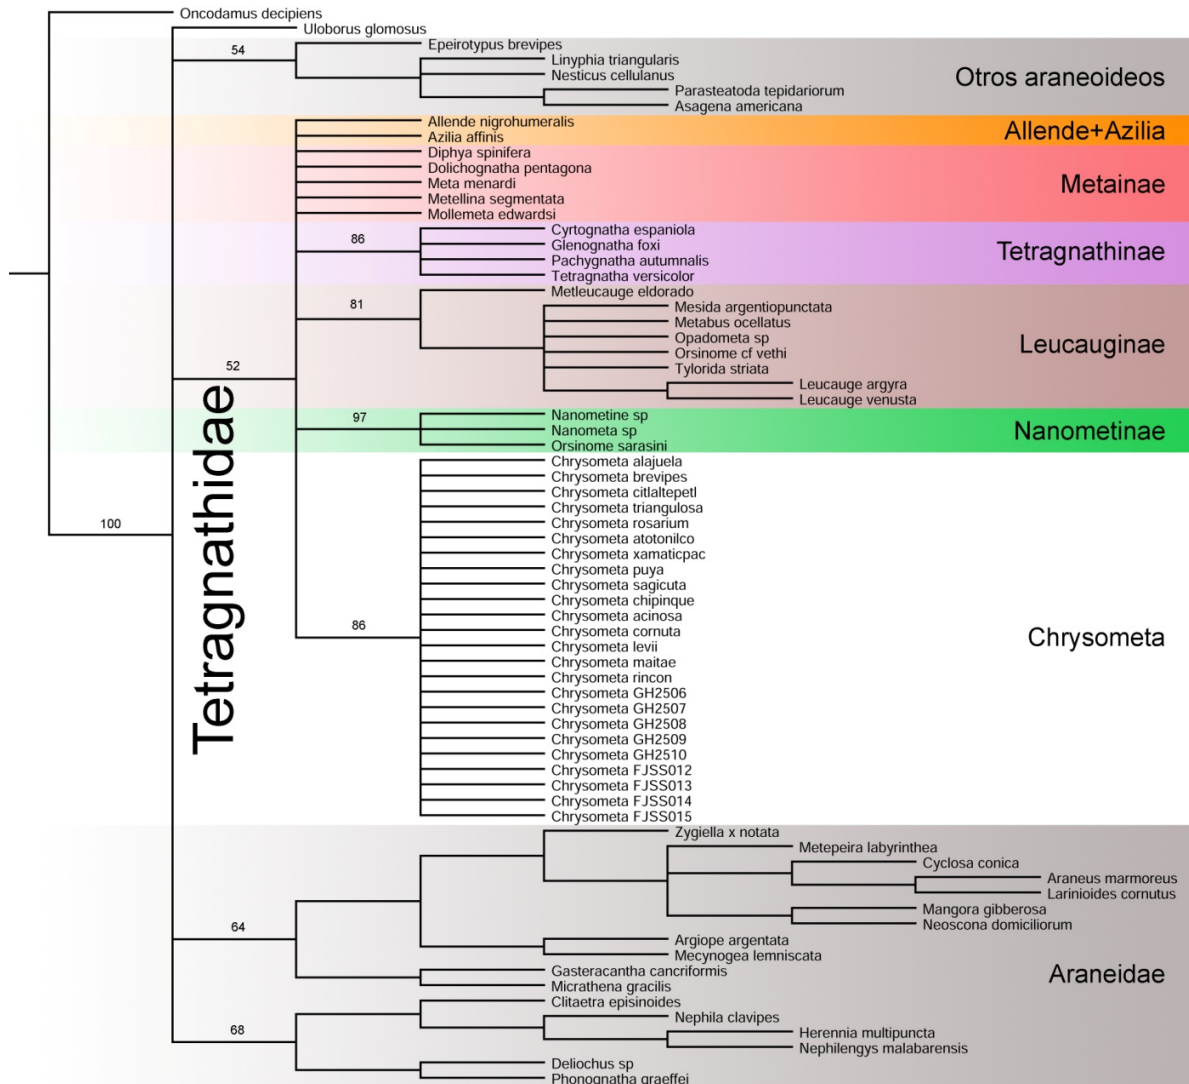 Oncodamus decipiens
Uloborus glomosus
54
Epeirotypus brevipes
Linyphia triangularis
Nesticus cellulanus
Parasteatoda tepidariorum
Asagena americana
Otros araneoideos
Allende nigrohumeralis
Azilia affinis
Allende+Azilia
Diphya spinifera
Dolichognatha pentagona
Meta menardi
Metellina segmentata
Mollemeta edwardsi
Metainae
86
Cyrtognatha espaniola
Glenognatha foxi
Pachygnatha autumnalis
Tetragnatha versicolor
Tetragnathinae
81
Metleucauge eldorado
Mesida argentiopunctata
Metabus ocellatus
Opadometa sp
Orsinome cf vethi
Tylorida striata
Leucauge argyra
Leucauge venusta
Leucauginae
52
Tetragnathidae
97
Nanometine sp
Nanometa sp
Orsinome sarasini
Nanometinae
100
86
Chrysometa alajuela
Chrysometa brevipes
Chrysometa citlaltepetl
Chrysometa triangulosa
Chrysometa rosarium
Chrysometa atotonilco
Chrysometa xamaticpac
Chrysometa puya
Chrysometa sagicuta
Chrysometa chipinque
Chrysometa acinosa
Chrysometa cornuta
Chrysometa levii
Chrysometa maitae
Chrysometa rincon
Chrysometa GH2506
Chrysometa GH2507
Chrysometa GH2508
Chrysometa GH2509
Chrysometa GH2510
Chrysometa FJSS012
Chrysometa FJSS013
Chrysometa FJSS014
Chrysometa FJSS015
Chrysometa
64
Zygiella x notata
Metepeira labyrinthea
Cyclosa conica
Araneus marmoreus
Larinioides cornutus
Mangora gibberosa
Neoscona domiciliorum
Argiope argentata
Mecynogea lemniscata
Gasteracantha cancriformis
Micrathena gracilis
Araneidae
68
Clitaetra episinoides
Nephila clavipes
Herennia multipuncta
Nephilengys malabarensis
Deliochus sp
Phonognatha graeffei